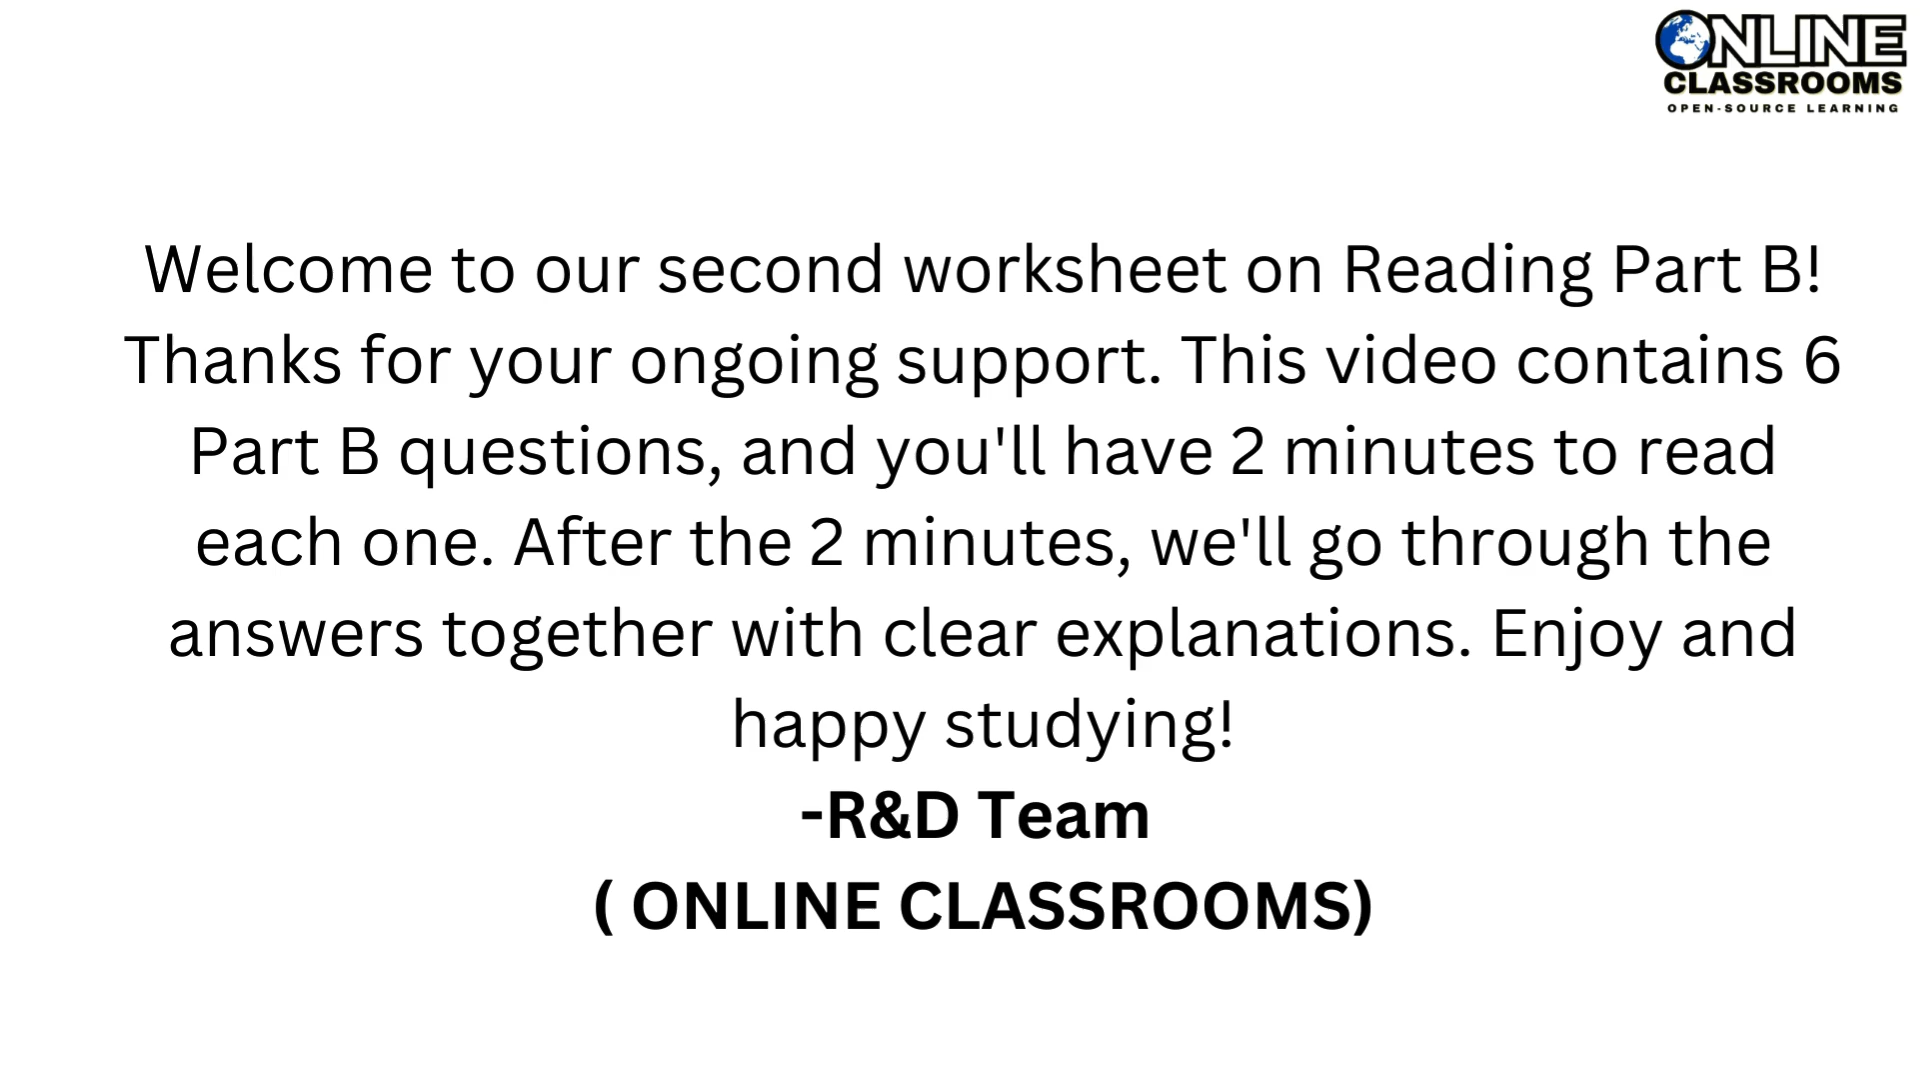 ONLINE
CLASSROOMS
OPEN-SOURCE LEARNING
Welcome to our second worksheet on Reading Part B!
Thanks for your ongoing support. This video contains 6
Part B questions, and you'll have 2 minutes to read
each one. After the 2 minutes, we'll go through the
answers together with clear explanations. Enjoy and
happy studying!
-R&D Team
( ONLINE CLASSROOMS)